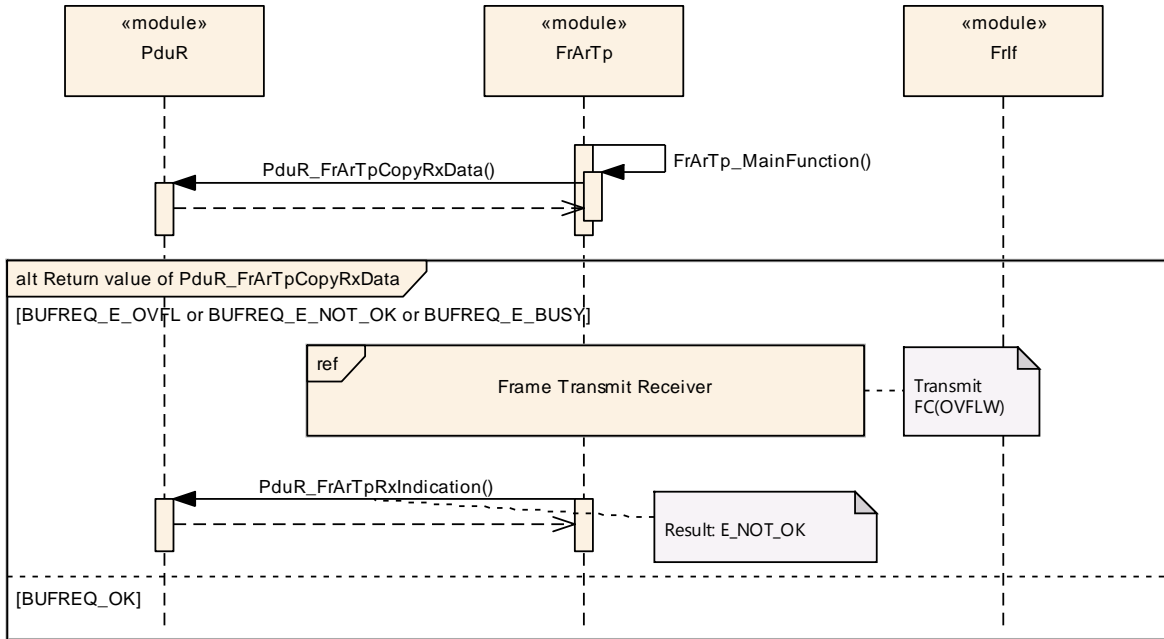 «module»
PduR
«module»
FrArTp
«module»
FrIf
FrArTp_MainFunction()
PduR_FrArTpCopyRxData()
alt Return value of PduR_FrArTpCopyRxData
[BUFREQ_E_OVFL or BUFREQ_E_NOT_OK or BUFREQ_E_BUSY]
ref
Frame Transmit Receiver
Transmit
FC(OVFLW)
PduR_FrArTpRxIndication()
Result: E_NOT_OK
[BUFREQ_OK]